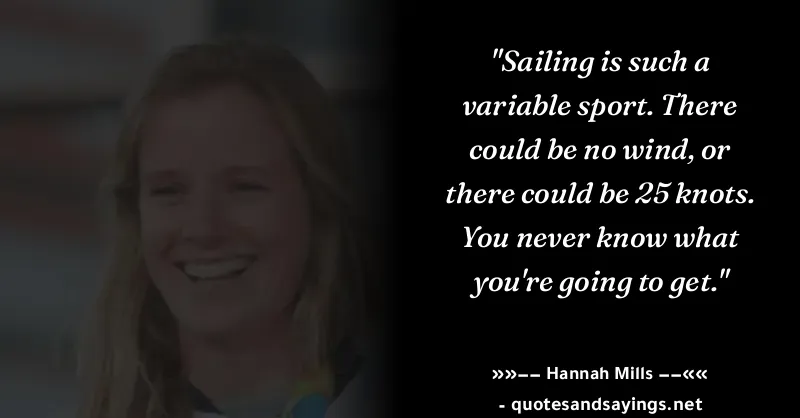 "Sailing is such a
variable sport. There
could be no wind, or
there could be 25 knots.
You never know what
you're going to get."
»»–– Hannah Mills ––««
- quotesandsayings.net